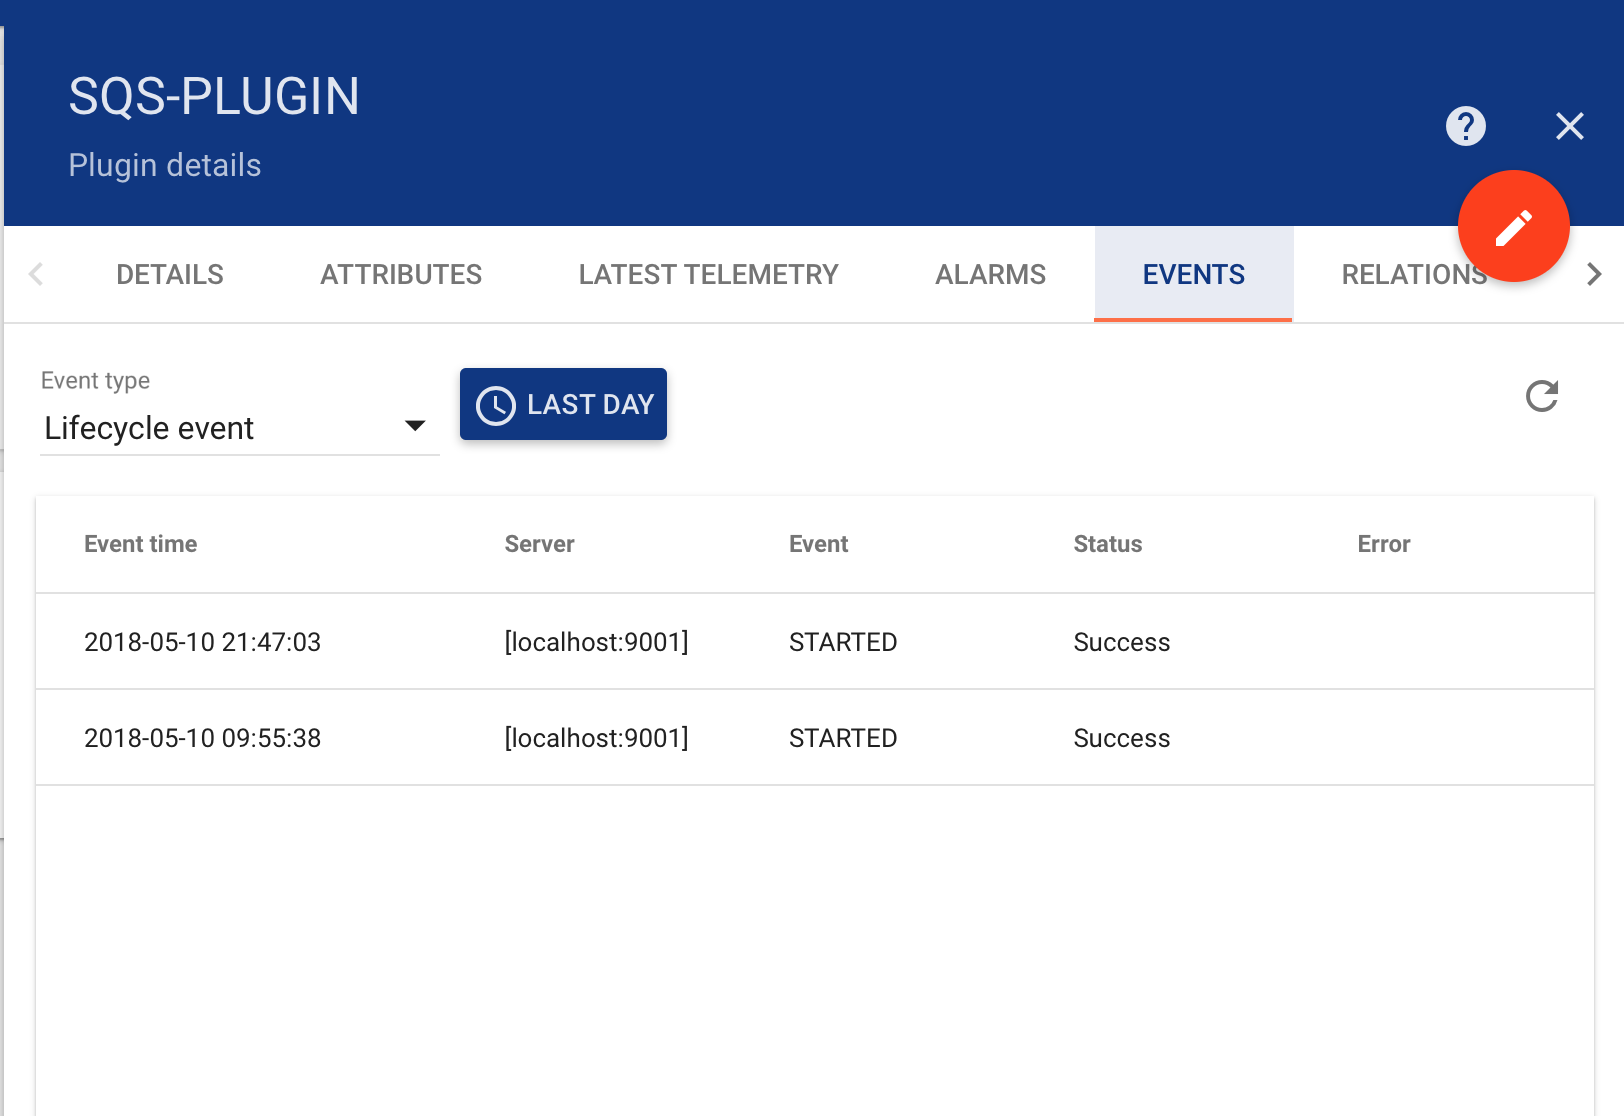 SQS-PLUGIN
Plugin details
?
DETAILS ATTRIBUTES LATEST TELEMETRY ALARMS EVENTS RELATIONS
Event type
Lifecycle event
LAST DAY
Event time Server Event Status Error
2018-05-10 21:47:03 [localhost:9001] STARTED Success
2018-05-10 09:55:38 [localhost:9001] STARTED Success